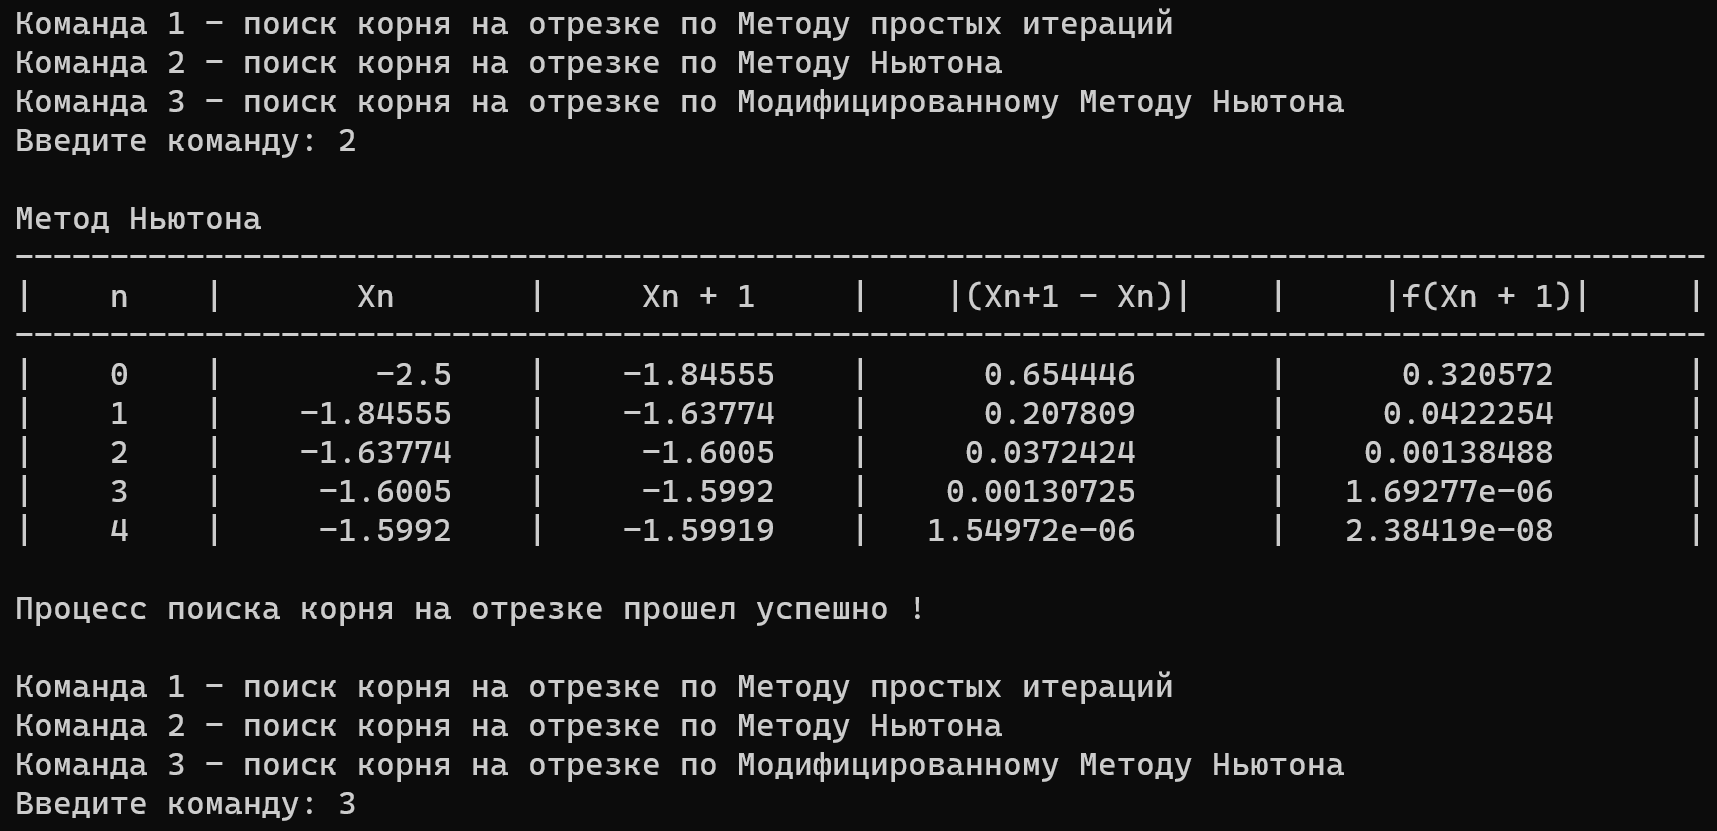 Команда 1 - поиск корня на отрезке по Методу простых итераций
Команда 2 - поиск корня на отрезке по Методу Ньютона
Команда 3 - поиск корня на отрезке по Модифицированному Методу Ньютона
Введите команду: 2
Метод Ньютона
-----------------------------------------------------------------------------------------
|    n    |       Xn       |     Xn + 1     |    |(Xn+1 - Xn)|    |     |f(Xn + 1)|     |
-----------------------------------------------------------------------------------------
|    0    |        -2.5    |    -1.84555    |      0.654446       |      0.320572       |
|    1    |    -1.84555    |    -1.63774    |      0.207809       |     0.0422254       |
|    2    |    -1.63774    |     -1.6005    |     0.0372424       |    0.00138488       |
|    3    |     -1.6005    |     -1.5992    |    0.00130725       |   1.69277e-06       |
|    4    |     -1.5992    |    -1.59919    |   1.54972e-06       |   2.38419e-08       |
Процесс поиска корня на отрезке прошел успешно !
Команда 1 - поиск корня на отрезке по Методу простых итераций
Команда 2 - поиск корня на отрезке по Методу Ньютона
Команда 3 - поиск корня на отрезке по Модифицированному Методу Ньютона
Введите команду: 3